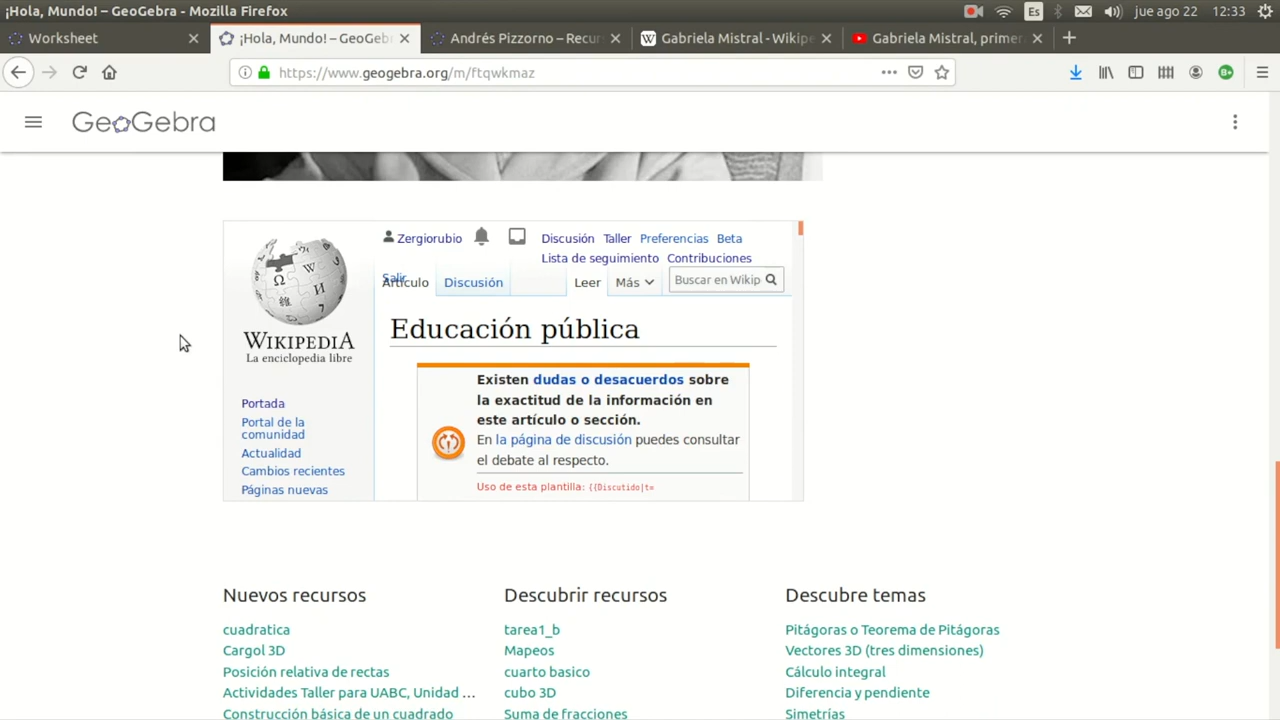 ¡Hola, Mundo! – GeoGebra - Mozilla Firefox
Es
jue ago 22
12:33
Worksheet
¡Hola, Mundo! – GeoGeb
Andrés Pizzorno – Recur
Gabriela Mistral - Wikipe
Gabriela Mistral, primer
https://www.geogebra.org/m/ftqwkmaz
GeoGebra
Zergiorubio
Discusión
Taller
Preferencias
Beta
Lista de seguimiento
Contribuciones
Salir
Artículo
Discusión
Leer
Más
Buscar en Wikip
WIKIPEDIA
La enciclopedia libre
Educación pública
Existen dudas o desacuerdos sobre
la exactitud de la información en
este artículo o sección.
En la página de discusión puedes consultar
el debate al respecto.
Uso de esta plantilla: {{Discutido|t=
Portada
Portal de la
comunidad
Actualidad
Cambios recientes
Páginas nuevas
Nuevos recursos
cuadratica
Cargol 3D
Posición relativa de rectas
Actividades Taller para UABC, Unidad ...
Construcción básica de un cuadrado
Descubrir recursos
tarea1_b
Mapeos
cuarto basico
cubo 3D
Suma de fracciones
Descubre temas
Pitágoras o Teorema de Pitágoras
Vectores 3D (tres dimensiones)
Cálculo integral
Diferencia y pendiente
Simetrías